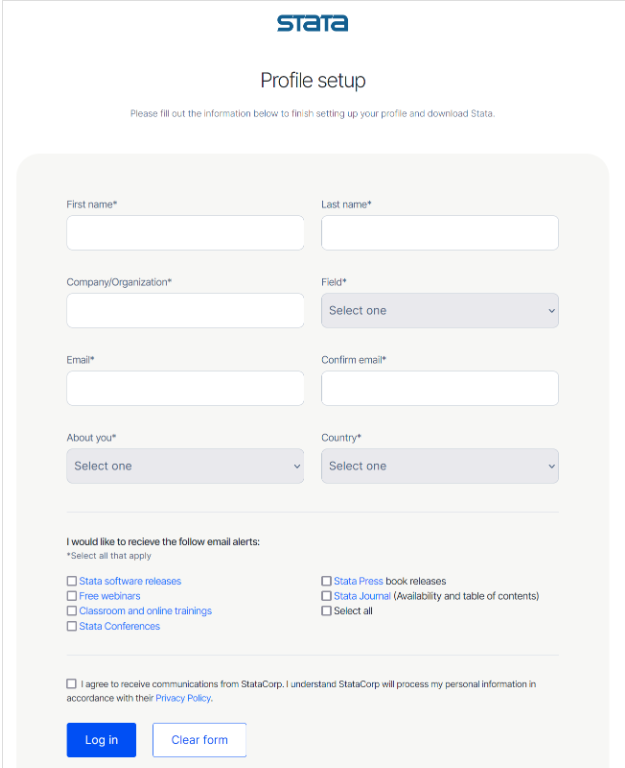 stata
Profile setup
Please fill out the information below to finish setting up your profile and download Stata.
First name*
Last name*
Company/Organization*
Field*
Select one
Email*
Confirm email*
About you*
Country*
Select one
Select one
I would like to recieve the follow email alerts:
*Select all that apply
Stata software releases
Free webinars
Classroom and online trainings
Stata Conferences
Stata Press book releases
Stata Journal (Availability and table of contents)
Select all
I agree to receive communications from StataCorp. I understand StataCorp will process my personal information in
accordance with their Privacy Policy.
Log in
Clear form